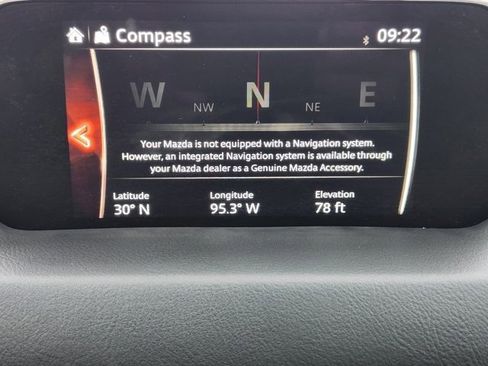 Compass 09:22
W NW N NE E
Your Mazda is not equipped with a Navigation system.
However, an integrated Navigation system is available through
your Mazda dealer as a Genuine Mazda Accessory.
Latitude Longitude Elevation
30° N 95.3° W 78 ft